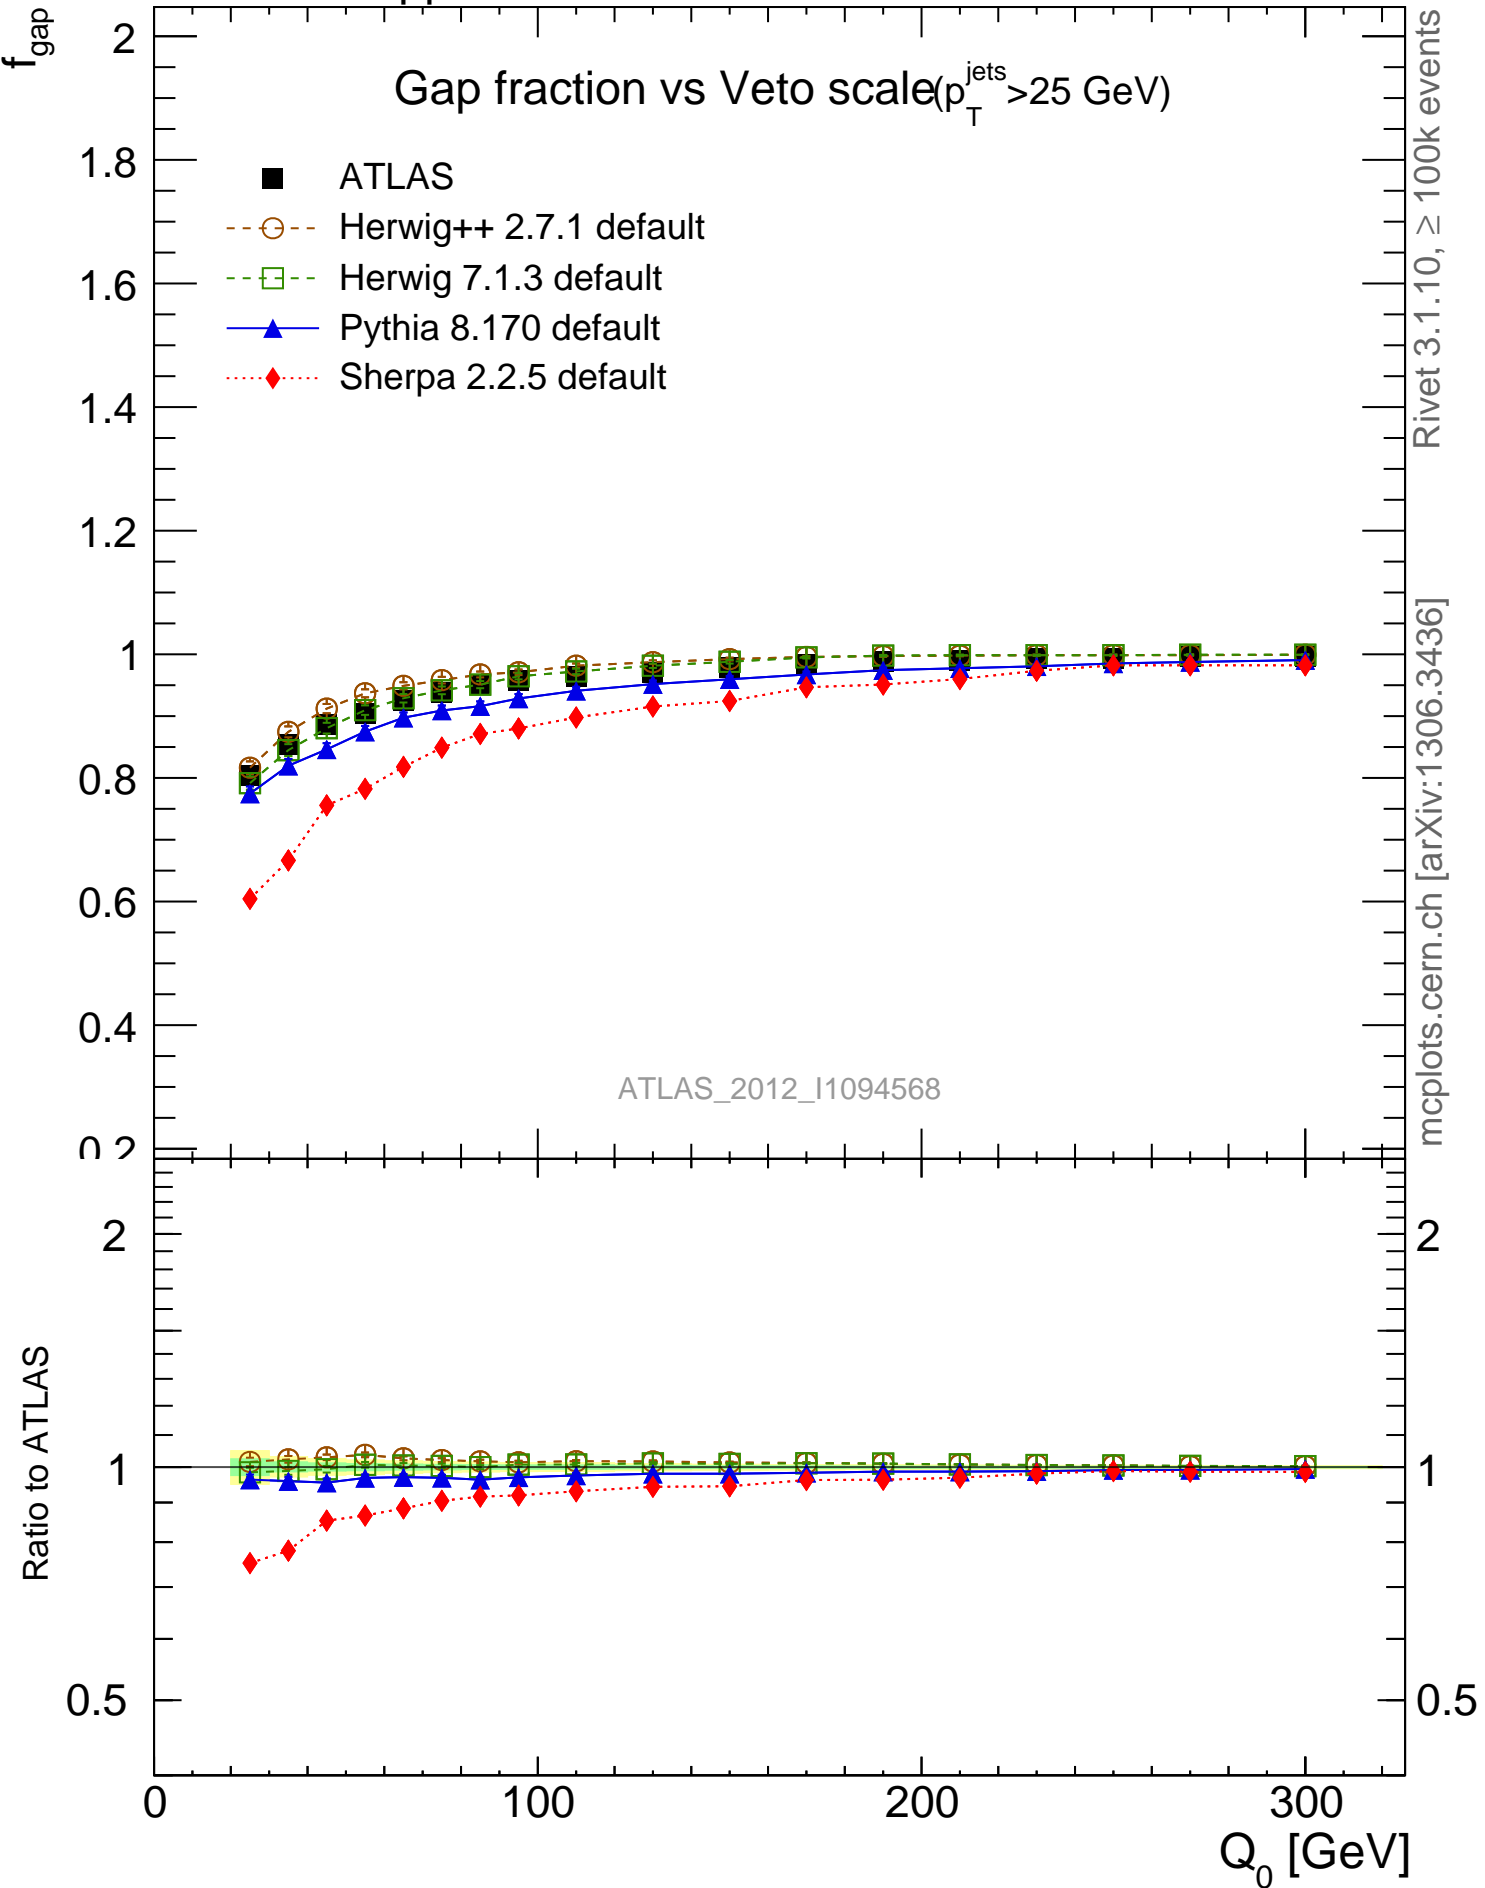 f_gap
Gap fraction vs Veto scale(p_T^jets>25 GeV)
ATLAS
Herwig++ 2.7.1 default
Herwig 7.1.3 default
Pythia 8.170 default
Sherpa 2.2.5 default
2
1.8
1.6
1.4
1.2
1
0.8
0.6
0.4
0.2
ATLAS_2012_I1094568
Rivet 3.1.10, ≥ 100k events
mcplots.cern.ch [arXiv:1306.3436]
Ratio to ATLAS
2
1
0.5
2
1
0.5
0
100
200
300
Q_0 [GeV]